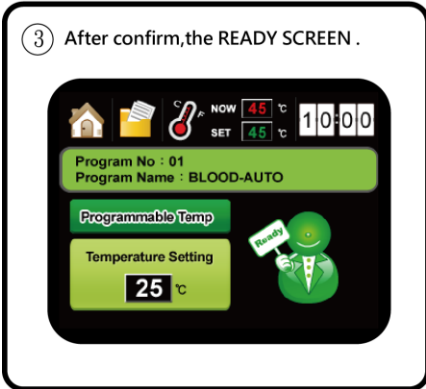 3 After confirm,the READY SCREEN .
C F NOW 45 ℃
SET 45 ℃
10:00
Program No : 01
Program Name : BLOOD-AUTO
Programmable Temp
Ready
Temperature Setting
25 ℃